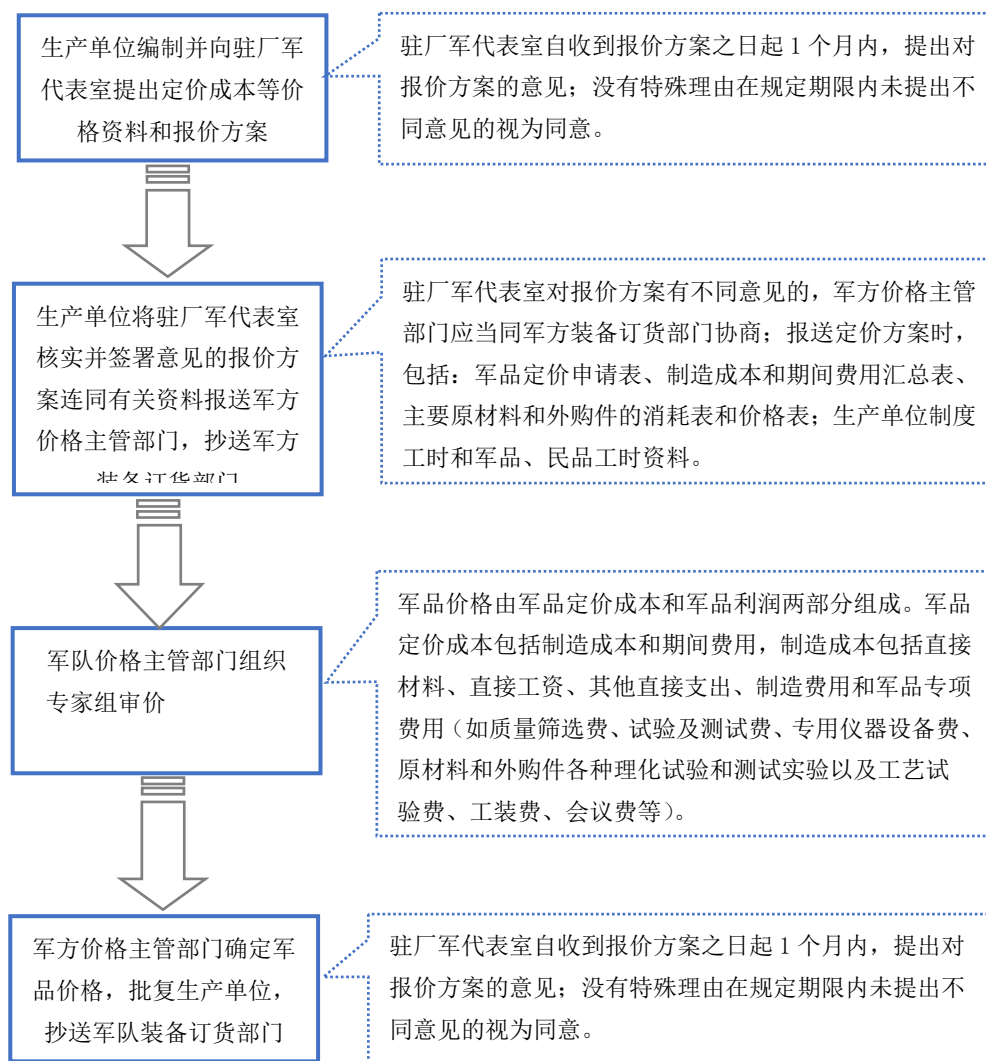 生产单位编制并向驻厂军
代表室提出定价成本等价
格资料和报价方案
驻厂军代表室自收到报价方案之日起 1 个月内，提出对
报价方案的意见；没有特殊理由在规定期限内未提出不
同意见的视为同意。
生产单位将驻厂军代表室
核实并签署意见的报价方
案连同有关资料报送军方
价格主管部门，抄送军方
装备订货部门
驻厂军代表室对报价方案有不同意见的，军方价格主管
部门应当同军方装备订货部门协商；报送定价方案时，
包括：军品定价申请表、制造成本和期间费用汇总表、
主要原材料和外购件的消耗表和价格表；生产单位制度
工时和军品、民品工时资料。
军队价格主管部门组织
专家组审价
军品价格由军品定价成本和军品利润两部分组成。军品
定价成本包括制造成本和期间费用，制造成本包括直接
材料、直接工资、其他直接支出、制造费用和军品专项
费用（如质量筛选费、试验及测试费、专用仪器设备费、
原材料和外购件各种理化试验和测试实验以及工艺试
验费、工装费、会议费等）。
军方价格主管部门确定军
品价格，批复生产单位，
抄送军队装备订货部门
驻厂军代表室自收到报价方案之日起 1 个月内，提出对
报价方案的意见；没有特殊理由在规定期限内未提出不
同意见的视为同意。